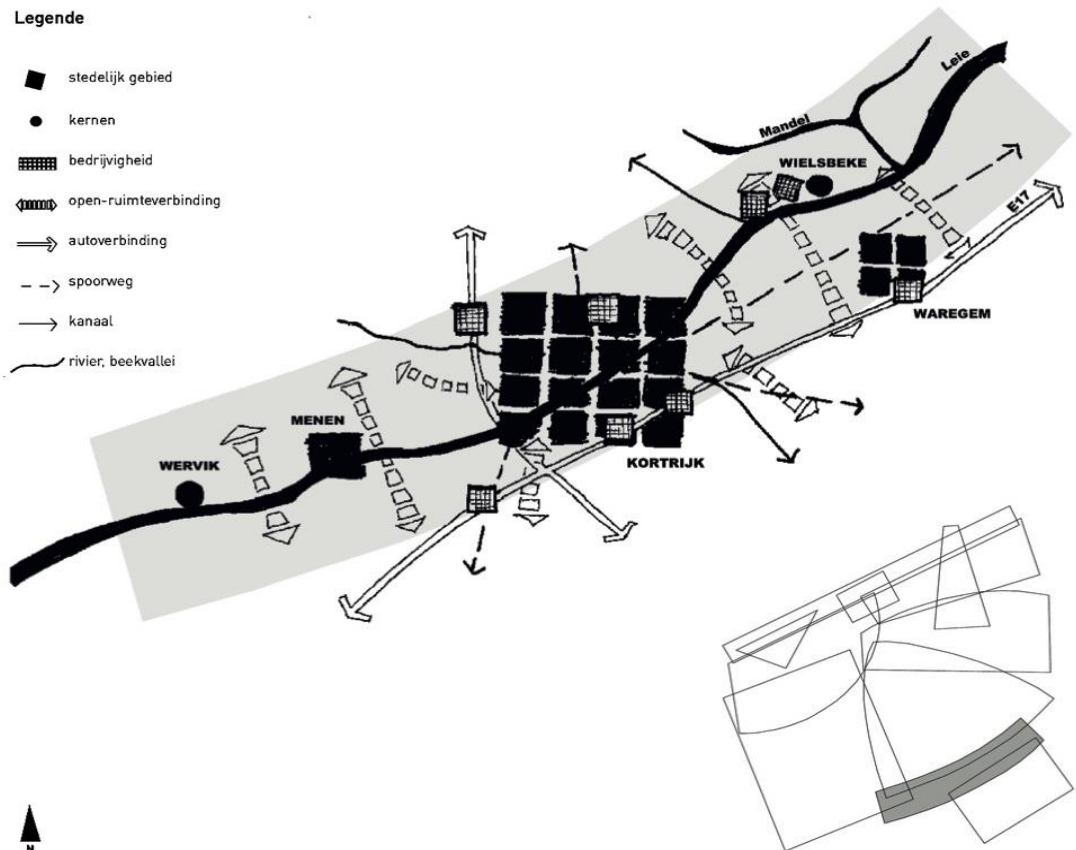 Legende
stedelijk gebied
kernen
bedrijvigheid
open-ruimteverbinding
autoverbinding
spoorweg
kanaal
rivier, beekvallei
Leie
Mandel
WIELSBEKE
E17
WAREGEM
MENEN
WERVIK
KORTRIJK
N